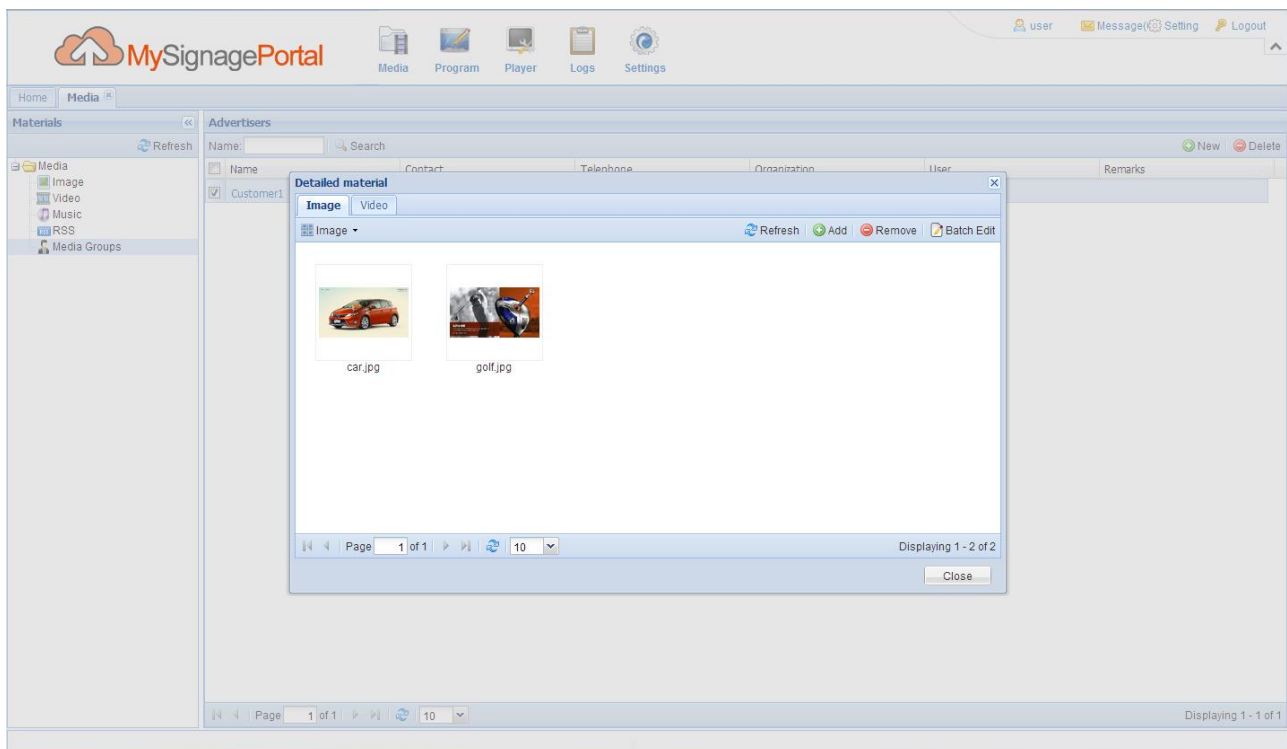 MySignagePortal
Media Program Player Logs Settings
user Message( Setting Logout
Home Media
Materials
Refresh
Media
Image
Video
Music
RSS
Media Groups
Advertisers
Name: Search New Delete
Name Contact Telephone Organization User Remarks
Customer1
Detailed material
Image Video
Image Refresh Add Remove Batch Edit
car.jpg golf.jpg
Page 1 of 1 10 Displaying 1 - 2 of 2
Close
Page 1 of 1 10 Displaying 1 - 1 of 1